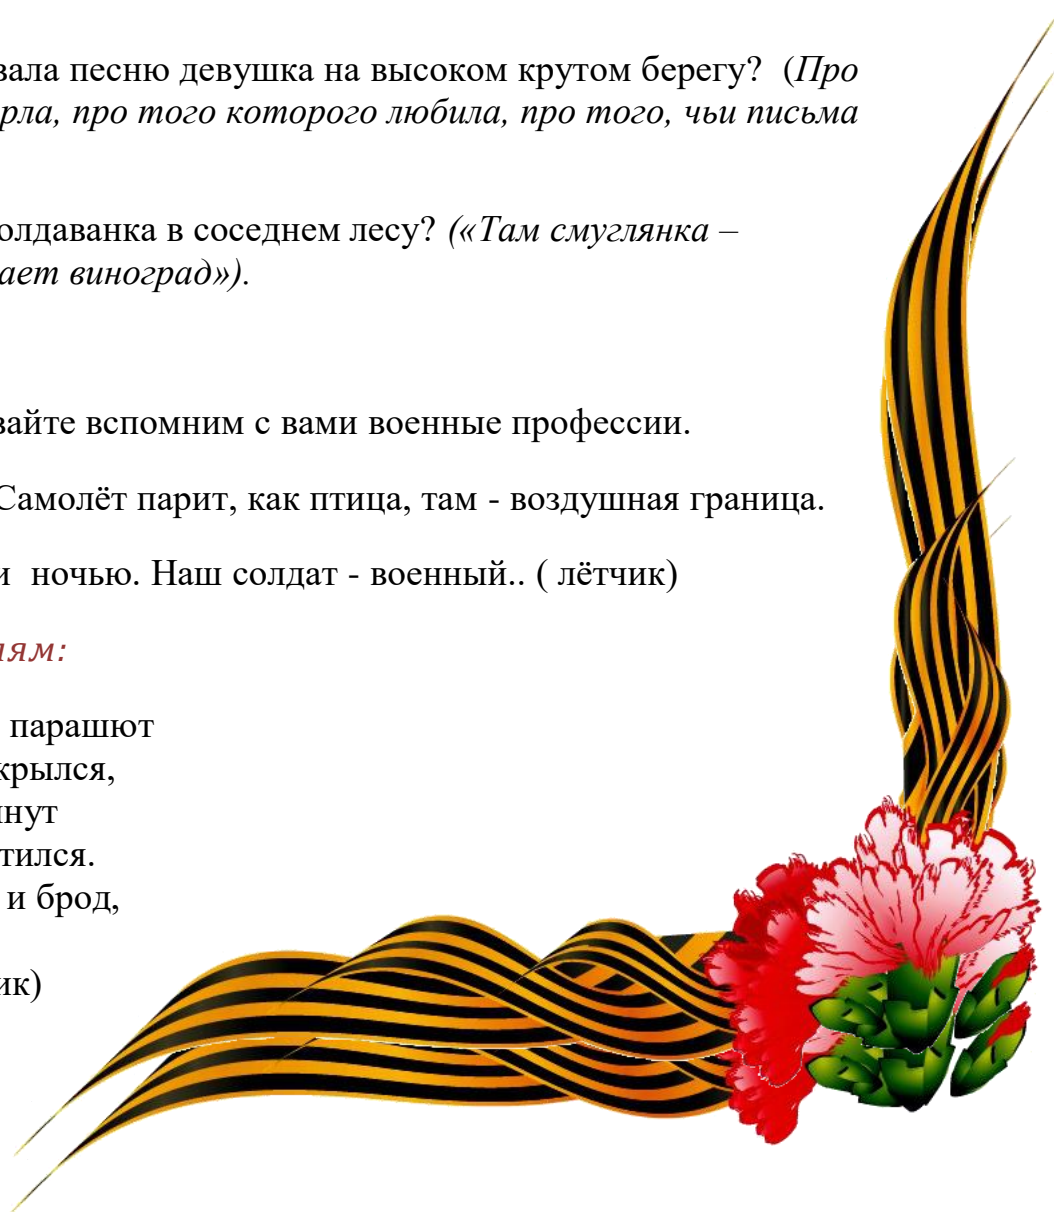 вала песню девушка на высоком крутом берегу? (Про
рла, про того которого любила, про того, чьи письма
олдаванка в соседнем лесу? («Там смуглянка –
ает виноград»).
вайте вспомним с вами военные профессии.
Самолёт парит, как птица, там - воздушная граница.
и ночью. Наш солдат - военный.. ( лётчик)
ям:
парашют
крылся,
нут
тился.
и брод,
ик)